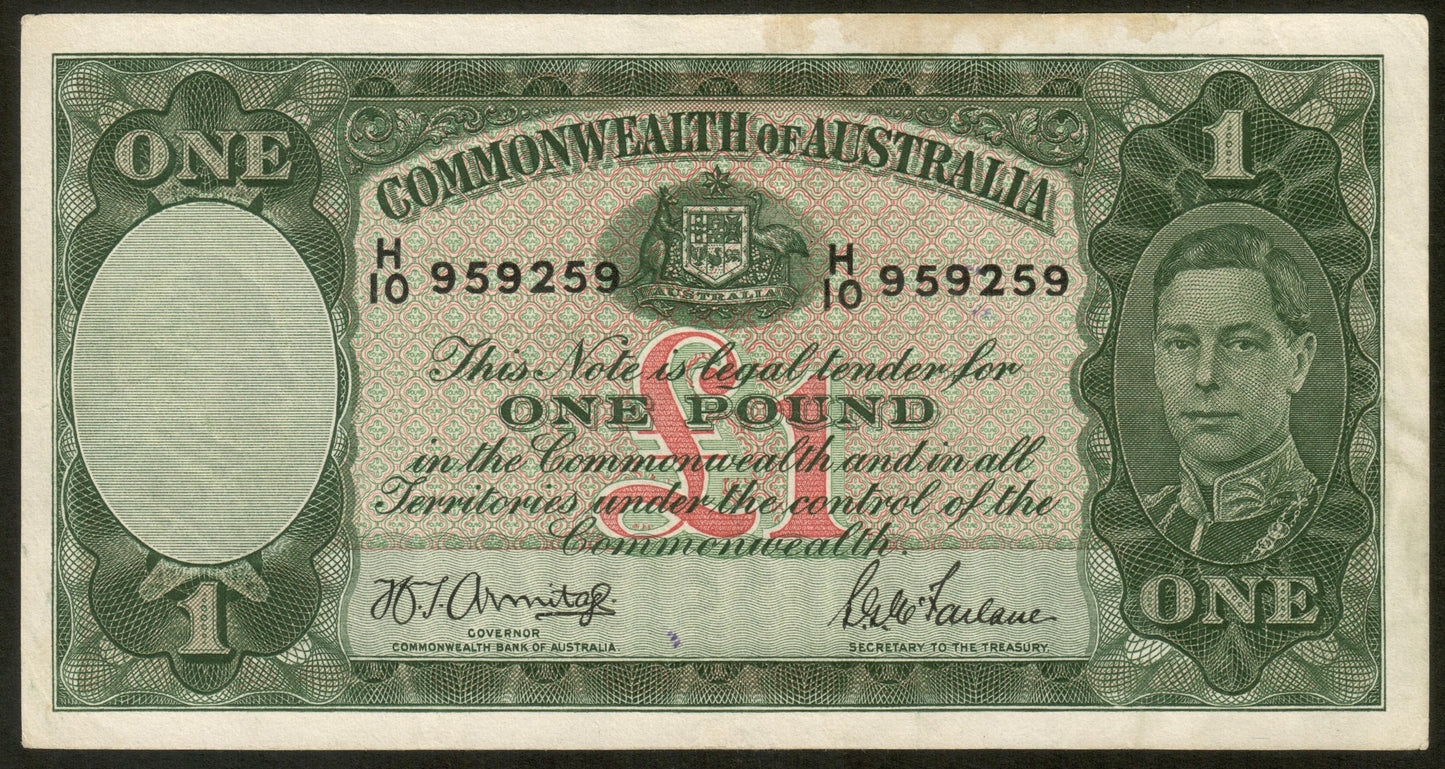 ONE
1
COMMONWEALTH OF AUSTRALIA
H
10 959259
H
10 959259
AUSTRALIA
£1
This Note is legal tender for
ONE POUND
in the Commonwealth and in all
Territories under the control of the
Commonwealth.
H.T. Armitage
GOVERNOR
COMMONWEALTH BANK OF AUSTRALIA.
S.G. McFarlane
SECRETARY TO THE TREASURY.
1
ONE